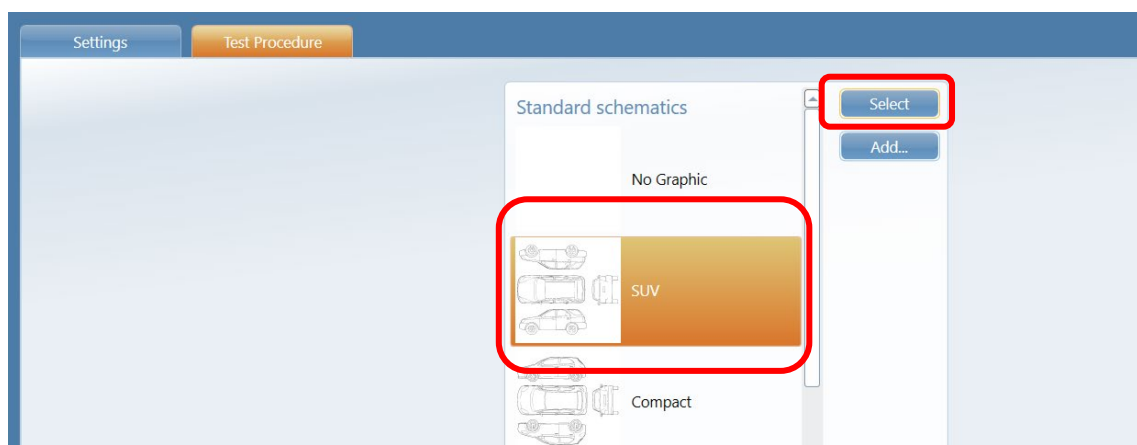 Settings
Test Procedure
Standard schematics
Select
Add...
No Graphic
SUV
Compact